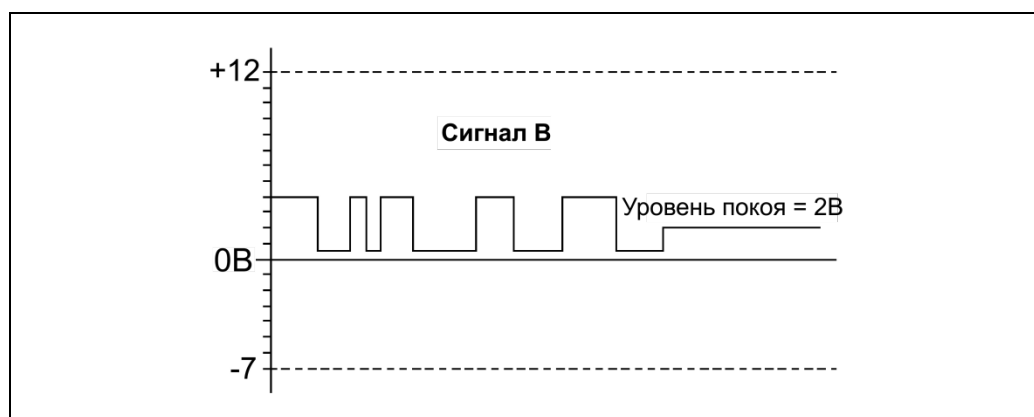 +12
Сигнал В
Уровень покоя = 2В
0В
-7